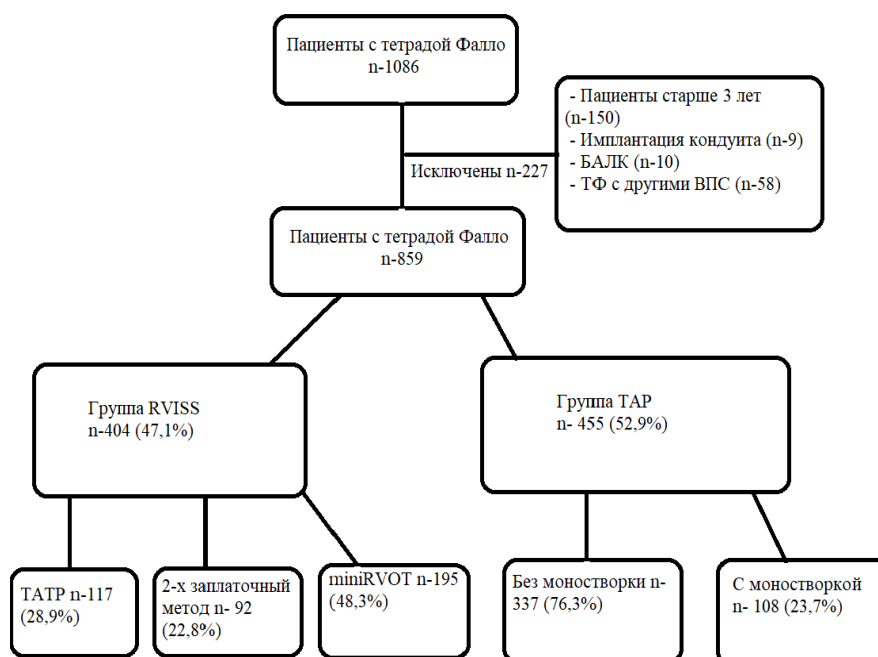 Пациенты с тетрадой Фалло
n-1086
- Пациенты старше 3 лет
(n-150)
- Имплантация кондуита (n-9)
- БАЛК (n-10)
- ТФ с другими ВПС (n-58)
Исключены n-227
Пациенты с тетрадой Фалло
n-859
Группа RVISS
n-404 (47,1%)
Группа TAP
n- 455 (52,9%)
ТАТР n-117
(28,9%)
2-х заплаточный
метод n- 92
(22,8%)
miniRVOT n-195
(48,3%)
Без моностворки n-
337 (76,3%)
С моностворкой
n- 108 (23,7%)